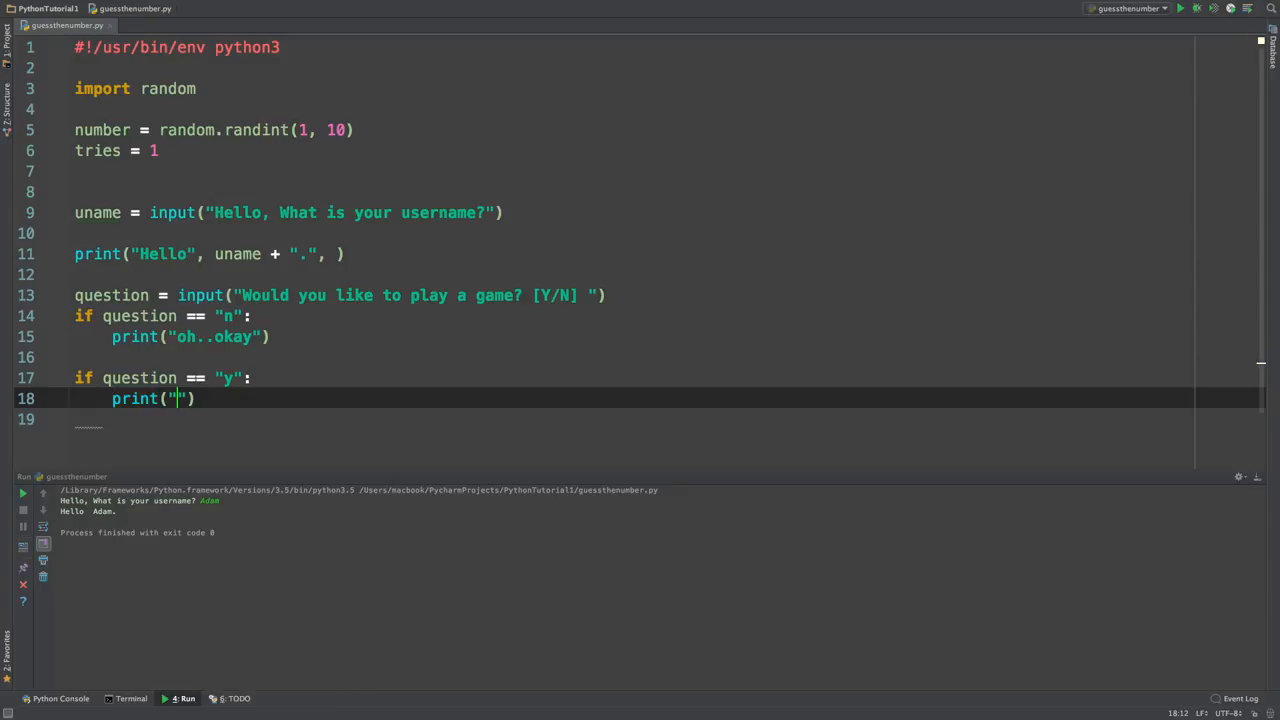 PythonTutorial1 guessthenumber.py guessthenumber
guessthenumber.py
1: Project
Z: Structure
2: Favorites
Database
1 #!/usr/bin/env python3
2
3 import random
4
5 number = random.randint(1, 10)
6 tries = 1
7
8
9 uname = input("Hello, What is your username?")
10
11 print("Hello", uname + ".", )
12
13 question = input("Would you like to play a game? [Y/N] ")
14 if question == "n":
15     print("oh..okay")
16
17 if question == "y":
18     print("")
19
Run guessthenumber
/Library/Frameworks/Python.framework/Versions/3.5/bin/python3.5 /Users/macbook/PycharmProjects/PythonTutorial1/guessthenumber.py
Hello, What is your username? Adam
Hello  Adam.
Process finished with exit code 0
Python Console Terminal 4: Run 6: TODO Event Log
18:12 LF÷ UTF-8÷